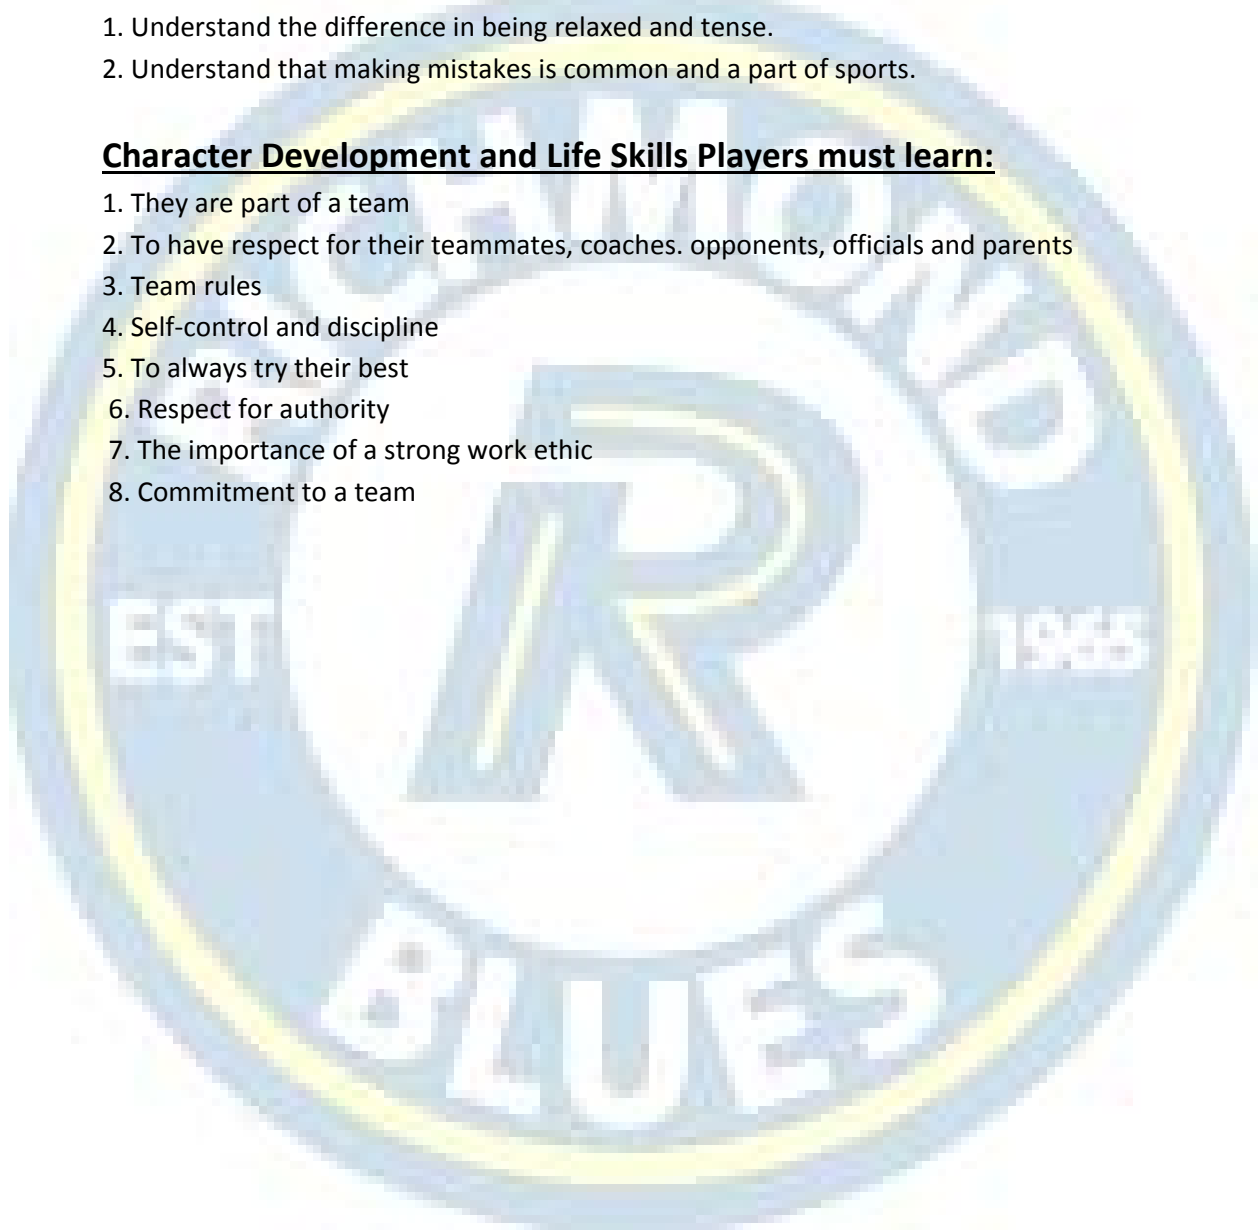 1. Understand the difference in being relaxed and tense.
2. Understand that making mistakes is common and a part of sports.
Character Development and Life Skills Players must learn:
1. They are part of a team
2. To have respect for their teammates, coaches. opponents, officials and parents
3. Team rules
4. Self-control and discipline
5. To always try their best
6. Respect for authority
7. The importance of a strong work ethic
8. Commitment to a team
RICHMOND
EST
BLUES